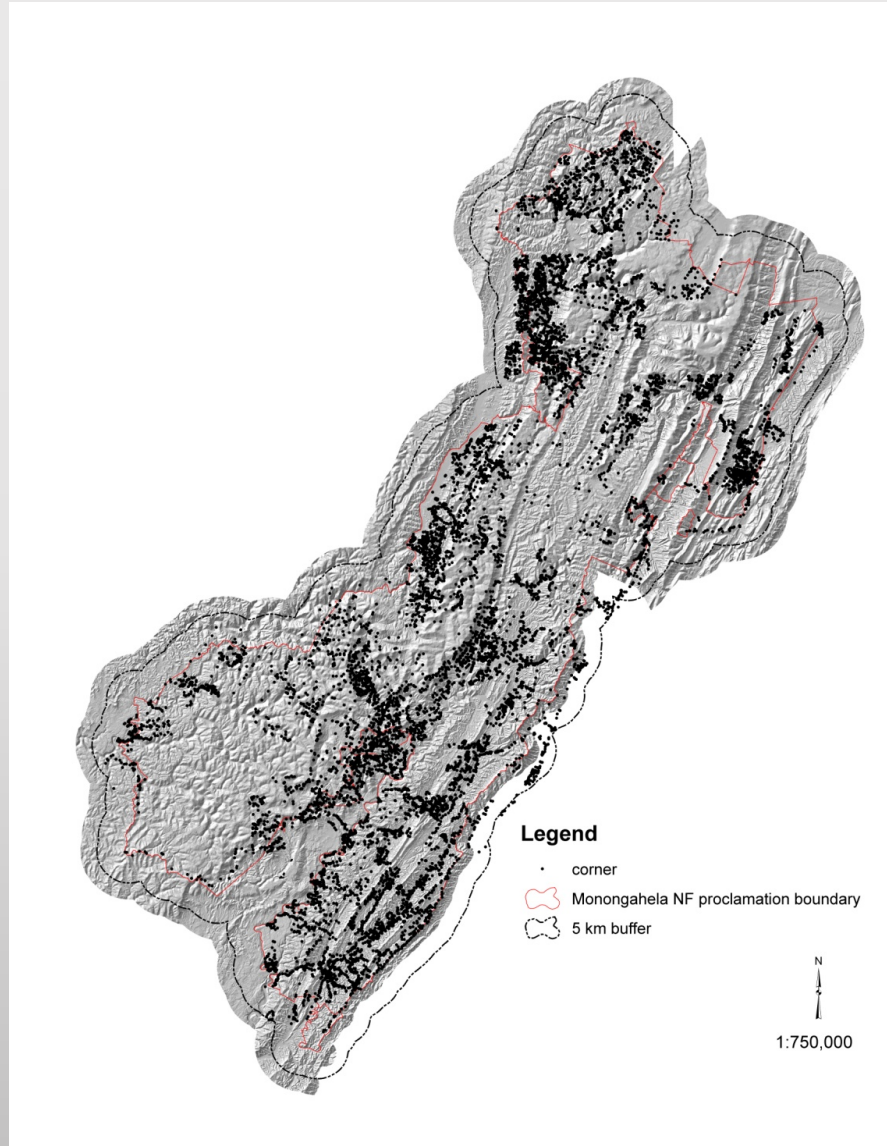 Legend
corner
Monongahela NF proclamation boundary
5 km buffer
N
1:750,000